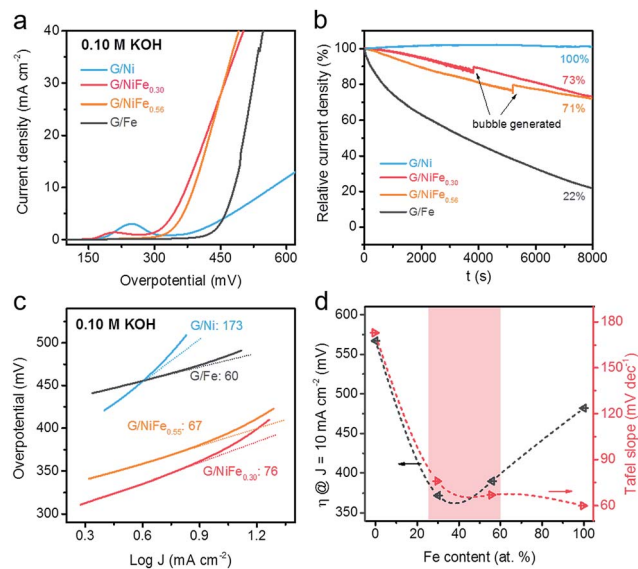 a
0.10 M KOH
G/Ni
G/NiFe0.30
G/NiFe0.56
G/Fe
Current density (mA cm-2)
40
30
20
10
0
150
300
450
600
Overpotential (mV)
b
Relative current density (%)
120
100
80
60
40
20
0
100%
73%
71%
22%
bubble generated
G/Ni
G/NiFe0.30
G/NiFe0.56
G/Fe
0
2000
4000
6000
8000
t (s)
c
0.10 M KOH
G/Ni: 173
G/Fe: 60
G/NiFe0.55: 67
G/NiFe0.30: 76
Overpotential (mV)
500
450
400
350
300
0.3
0.6
0.9
1.2
1.5
Log J (mA cm-2)
d
η @ J = 10 mA cm-2 (mV)
600
550
500
450
400
350
Tafel slope (mV dec-1)
180
150
120
90
60
0
20
40
60
80
100
Fe content (at. %)